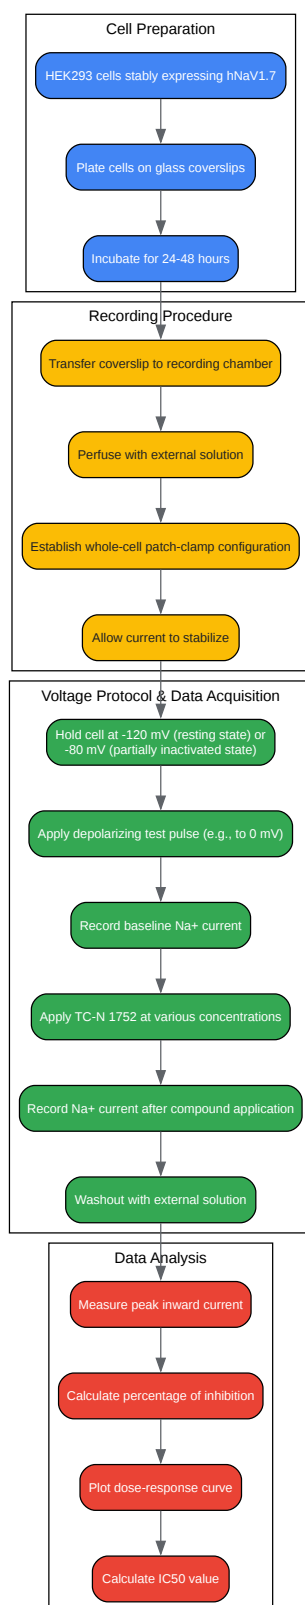 Cell Preparation
HEK293 cells stably expressing hNaV1.7
Plate cells on glass coverslips
Incubate for 24-48 hours
Recording Procedure
Transfer coverslip to recording chamber
Perfuse with external solution
Establish whole-cell patch-clamp configuration
Allow current to stabilize
Voltage Protocol & Data Acquisition
Hold cell at -120 mV (resting state) or
-80 mV (partially inactivated state)
Apply depolarizing test pulse (e.g., to 0 mV)
Record baseline Na+ current
Apply TC-N 1752 at various concentrations
Record Na+ current after compound application
Washout with external solution
Data Analysis
Measure peak inward current
Calculate percentage of inhibition
Plot dose-response curve
Calculate IC50 value